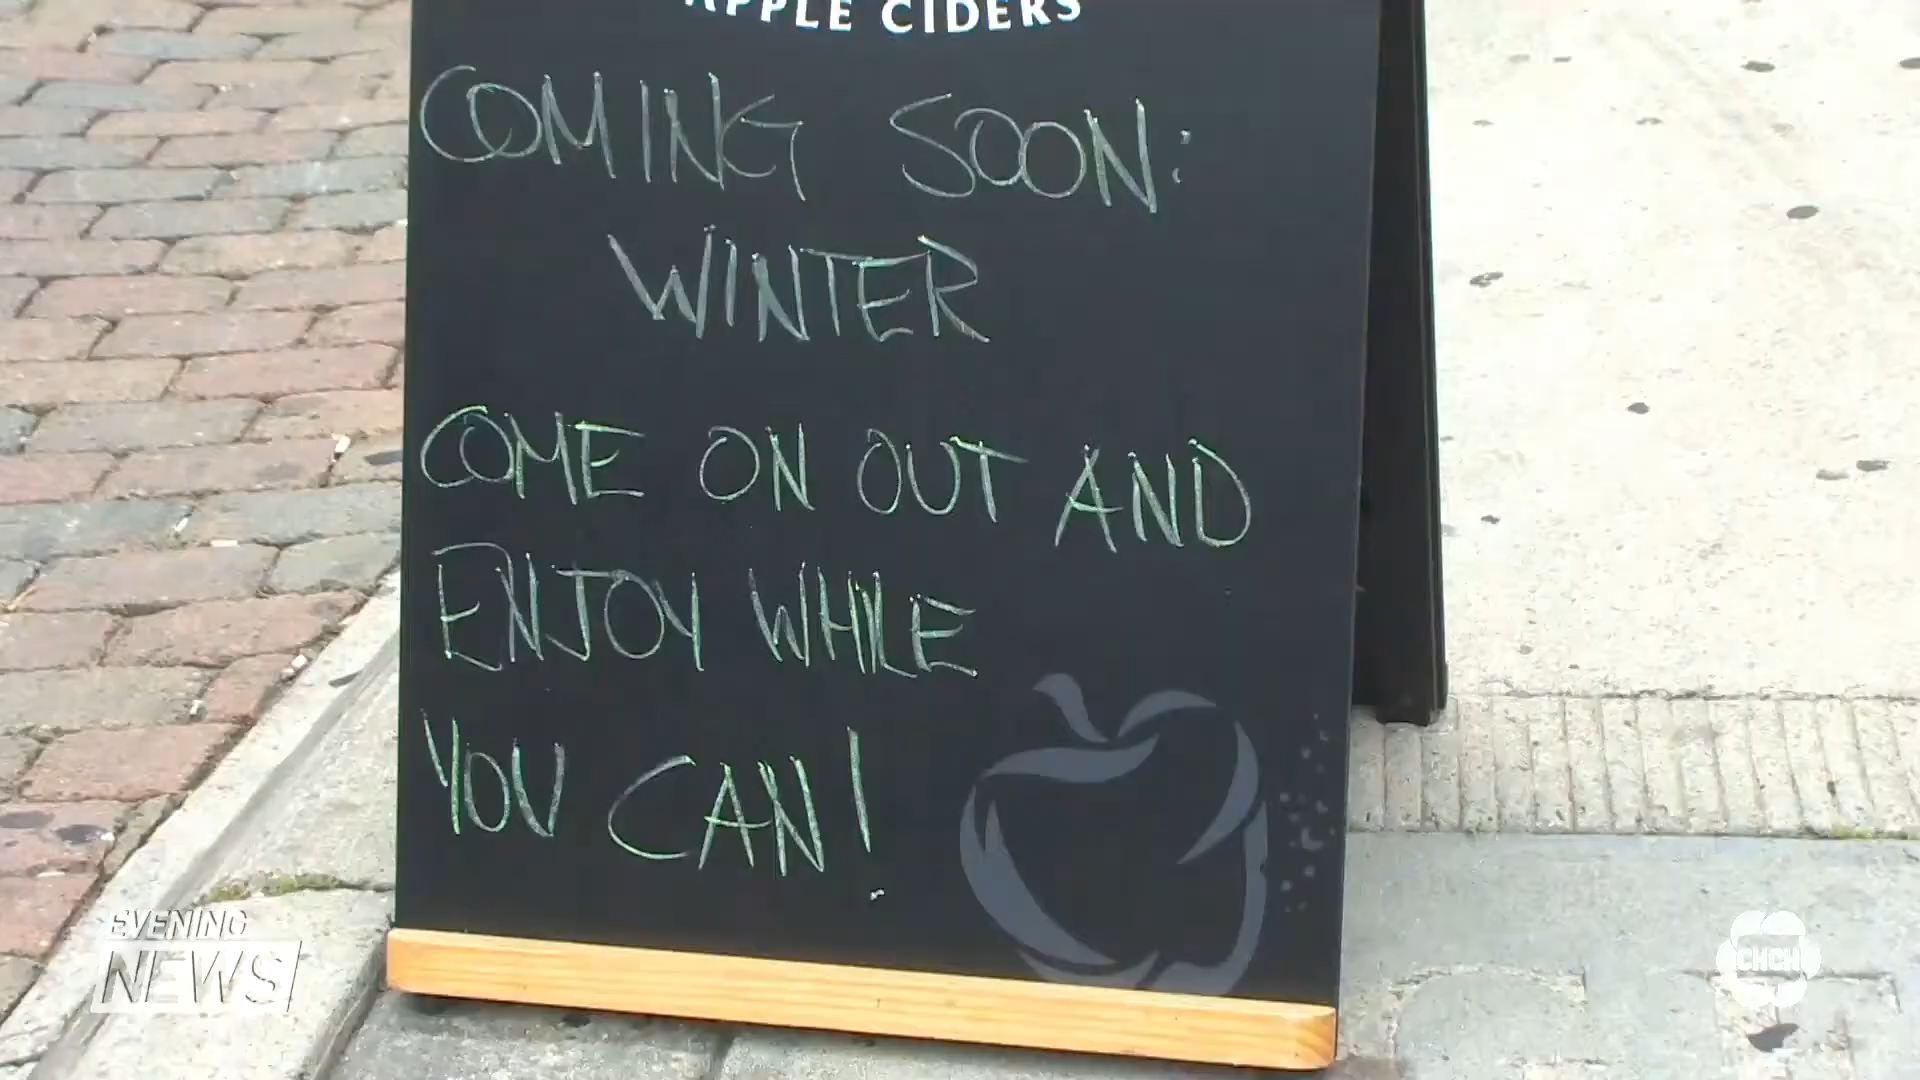 APPLE CIDERS
COMING SOON:
WINTER
COME ON OUT AND
ENJOY WHILE
YOU CAN!
EVENING
NEWS
CHCH